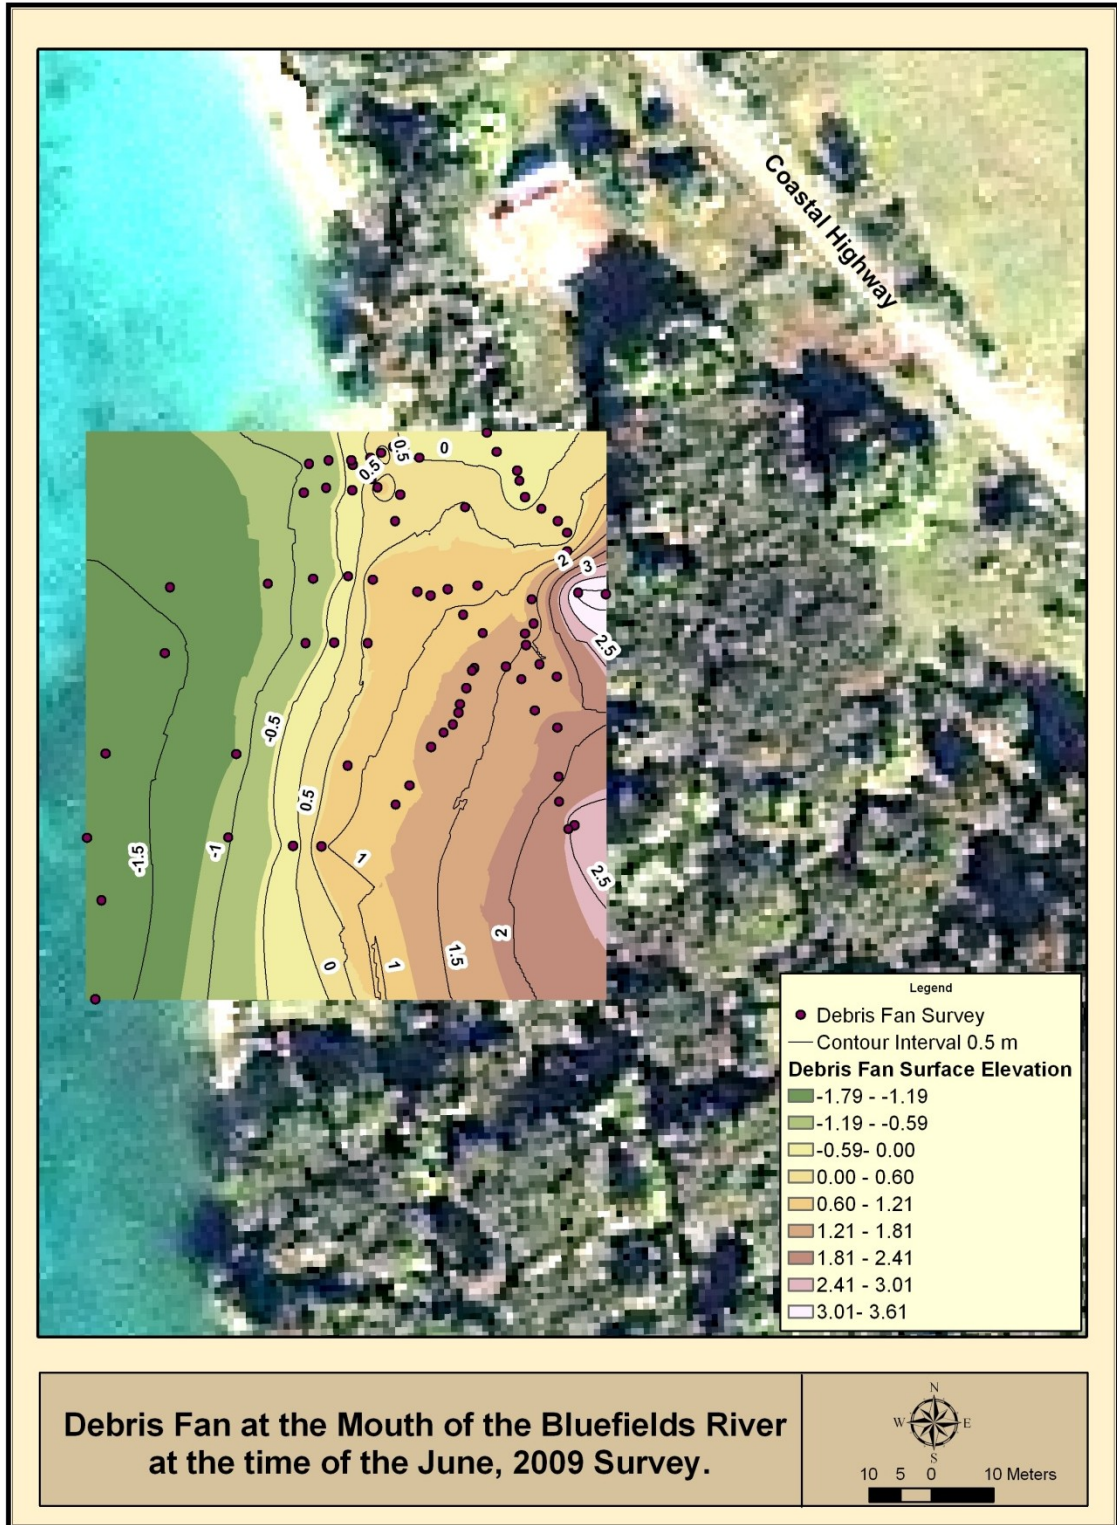 Coastal Highway
0.5
0
0.5
2
3
2.5
-0.5
0.5
-1.5
-1
1
2.5
2
1.5
0
1
Legend
Debris Fan Survey
Contour Interval 0.5 m
Debris Fan Surface Elevation
-1.79 - -1.19
-1.19 - -0.59
-0.59- 0.00
0.00 - 0.60
0.60 - 1.21
1.21 - 1.81
1.81 - 2.41
2.41 - 3.01
3.01- 3.61
Debris Fan at the Mouth of the Bluefields River
at the time of the June, 2009 Survey.
N
W E
S
10 5 0 10 Meters